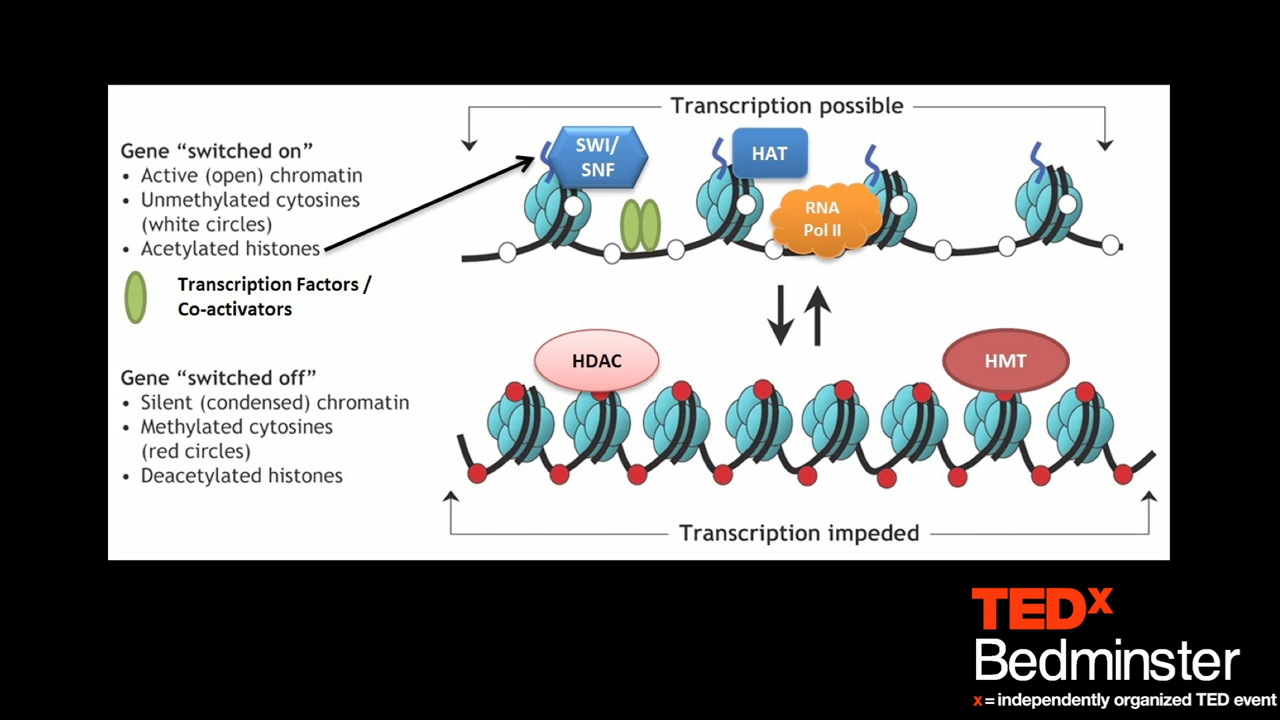 Transcription possible
Gene “switched on”
• Active (open) chromatin
• Unmethylated cytosines
(white circles)
• Acetylated histones
Transcription Factors /
Co-activators
SWI/
SNF
HAT
RNA
Pol II
HDAC
HMT
Gene “switched off”
• Silent (condensed) chromatin
• Methylated cytosines
(red circles)
• Deacetylated histones
Transcription impeded
TEDx
Bedminster
x = independently organized TED event